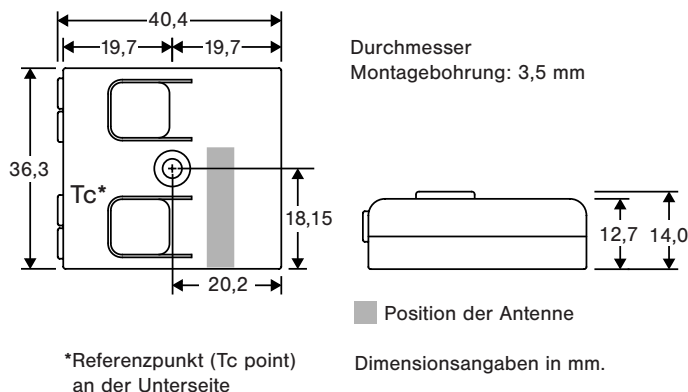 40,4
19,7
19,7
Durchmesser
Montagebohrung: 3,5 mm
36,3
Tc*
18,15
12,7
14,0
20,2
Position der Antenne
*Referenzpunkt (Tc point)
an der Unterseite
Dimensionsangaben in mm.